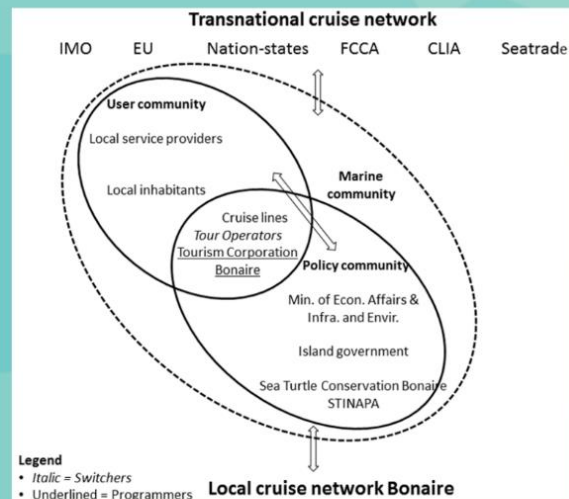 Transnational cruise network
IMO EU Nation-states FCCA CLIA Seatrade
User community
Local service providers
Marine
community
Local inhabitants
Cruise lines
Tour Operators
Tourism Corporation
Bonaire
Policy community
Min. of Econ. Affairs &
Infra. and Envir.
Island government
Sea Turtle Conservation Bonaire
STINAPA
Legend
• Italic = Switchers
• Underlined = Programmers
Local cruise network Bonaire